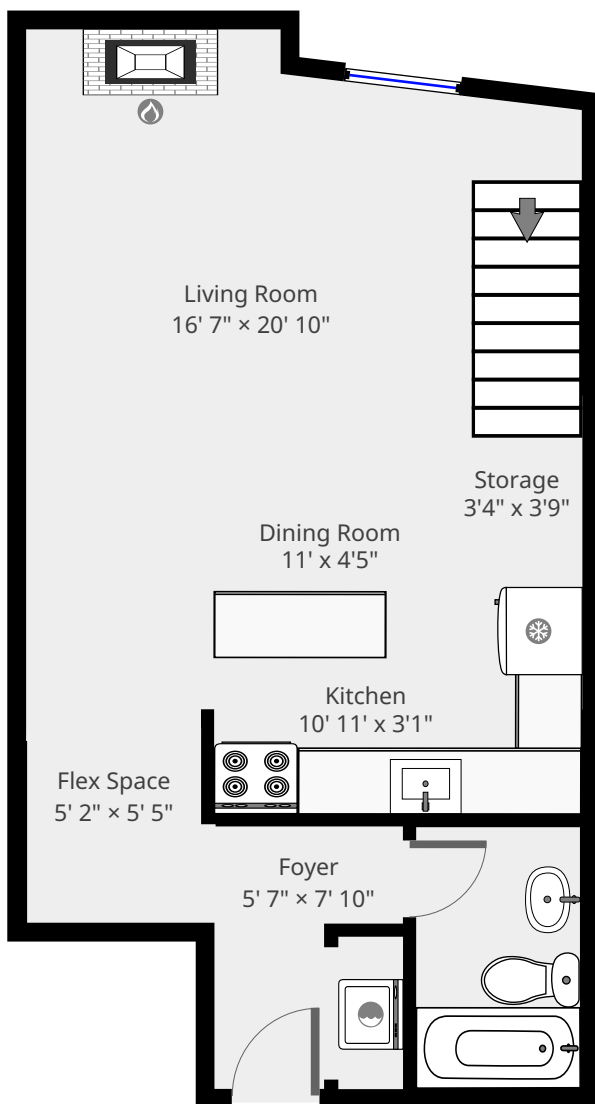 Living Room
16' 7" × 20' 10"
Storage
3'4" x 3'9"
Dining Room
11' x 4'5"
Kitchen
10' 11' x 3'1"
Flex Space
5' 2" × 5' 5"
Foyer
5' 7" × 7' 10"